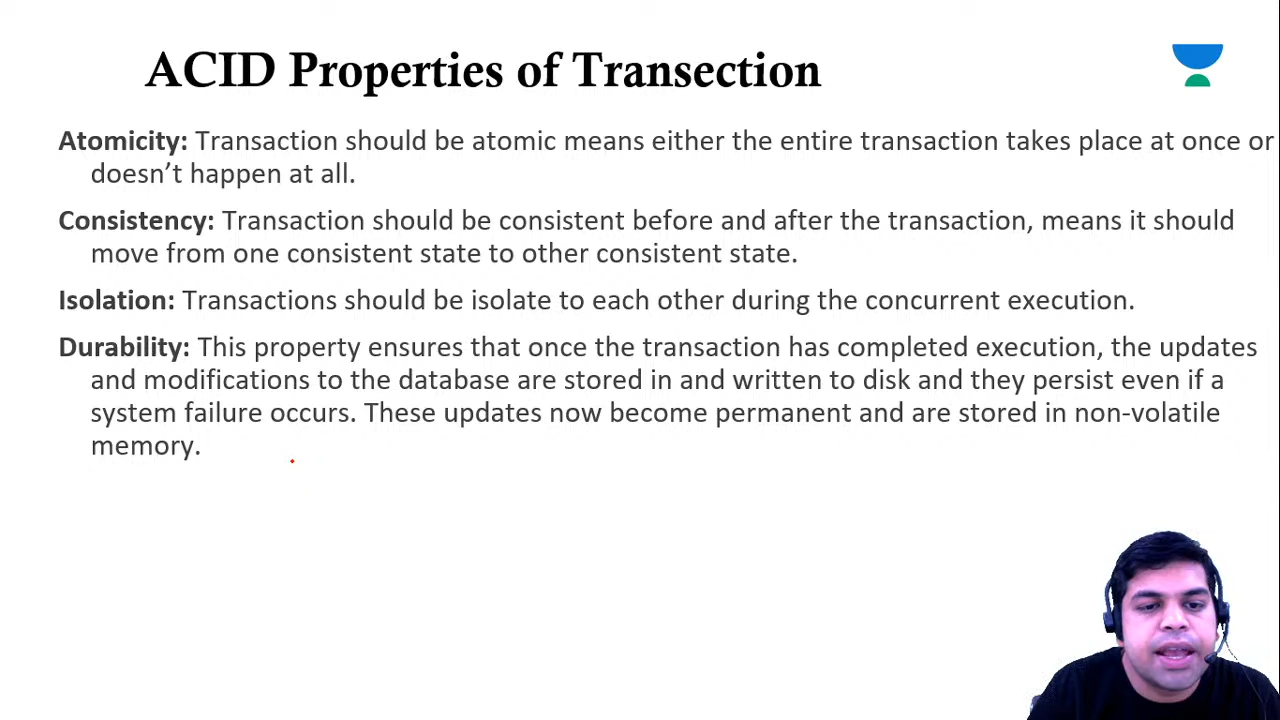 ACID Properties of Transection
Atomicity: Transaction should be atomic means either the entire transaction takes place at once or
doesn’t happen at all.
Consistency: Transaction should be consistent before and after the transaction, means it should
move from one consistent state to other consistent state.
Isolation: Transactions should be isolate to each other during the concurrent execution.
Durability: This property ensures that once the transaction has completed execution, the updates
and modifications to the database are stored in and written to disk and they persist even if a
system failure occurs. These updates now become permanent and are stored in non-volatile
memory.